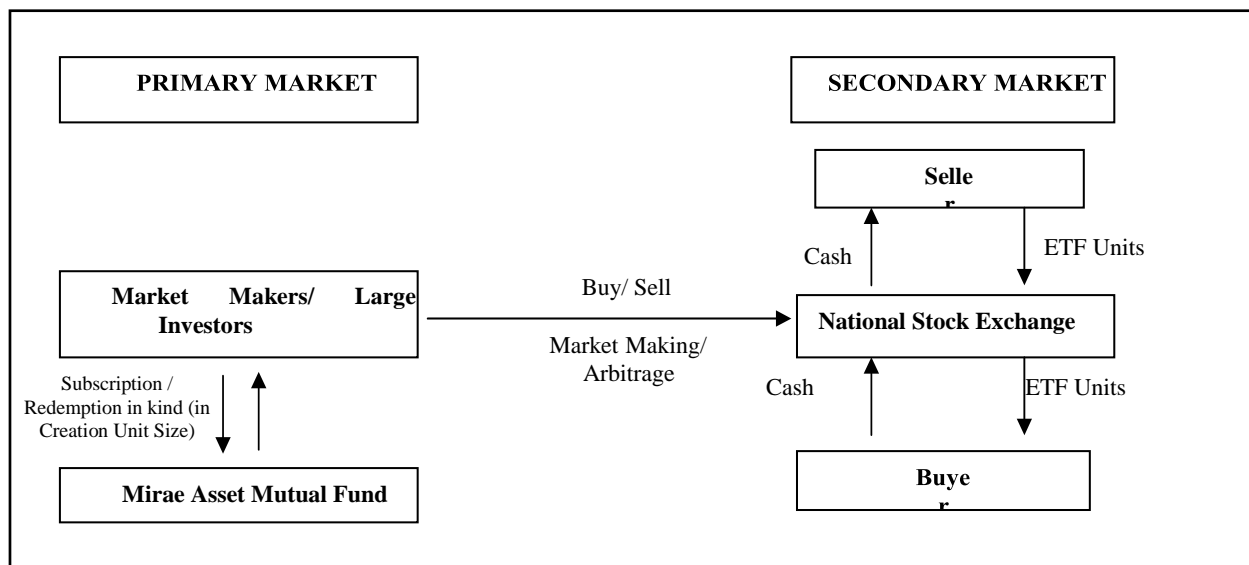 PRIMARY MARKET
SECONDARY MARKET
Selle
r
Cash
ETF Units
Market Makers/ Large
Investors
Buy/ Sell
National Stock Exchange
Market Making/
Arbitrage
Subscription /
Redemption in kind (in
Creation Unit Size)
Cash
ETF Units
Mirae Asset Mutual Fund
Buye
r